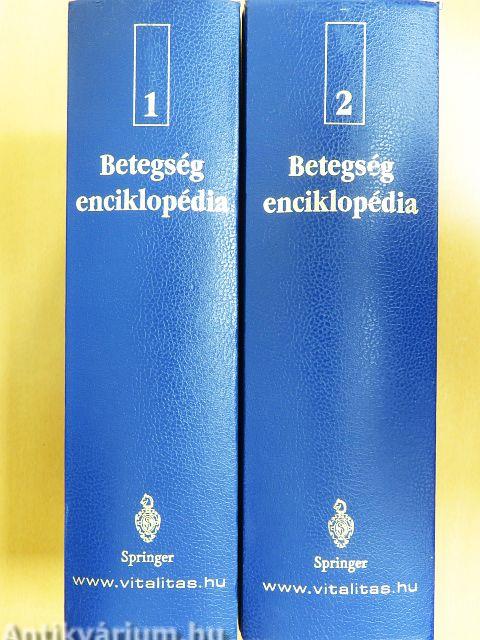 1
Betegség
enciklopédia
Springer
www.vitalitas.hu
2
Betegség
enciklopédia
Springer
www.vitalitas.hu
Antikvárium.hu